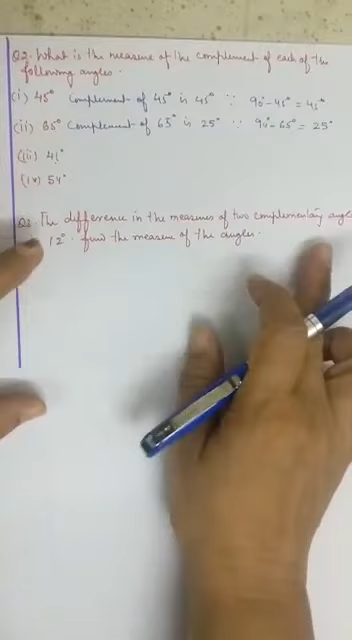 Q2. What is the measure of the complement of each of the
following angles.
(i) 45° Complement of 45° is 45° ∵ 90°-45° = 45°
(ii) 65° Complement of 65° is 25° ∵ 90°-65° = 25°
(iii) 41°
(iv) 54°
Q3. The difference in the measures of two complementary angles
12°. find the measure of the angles.